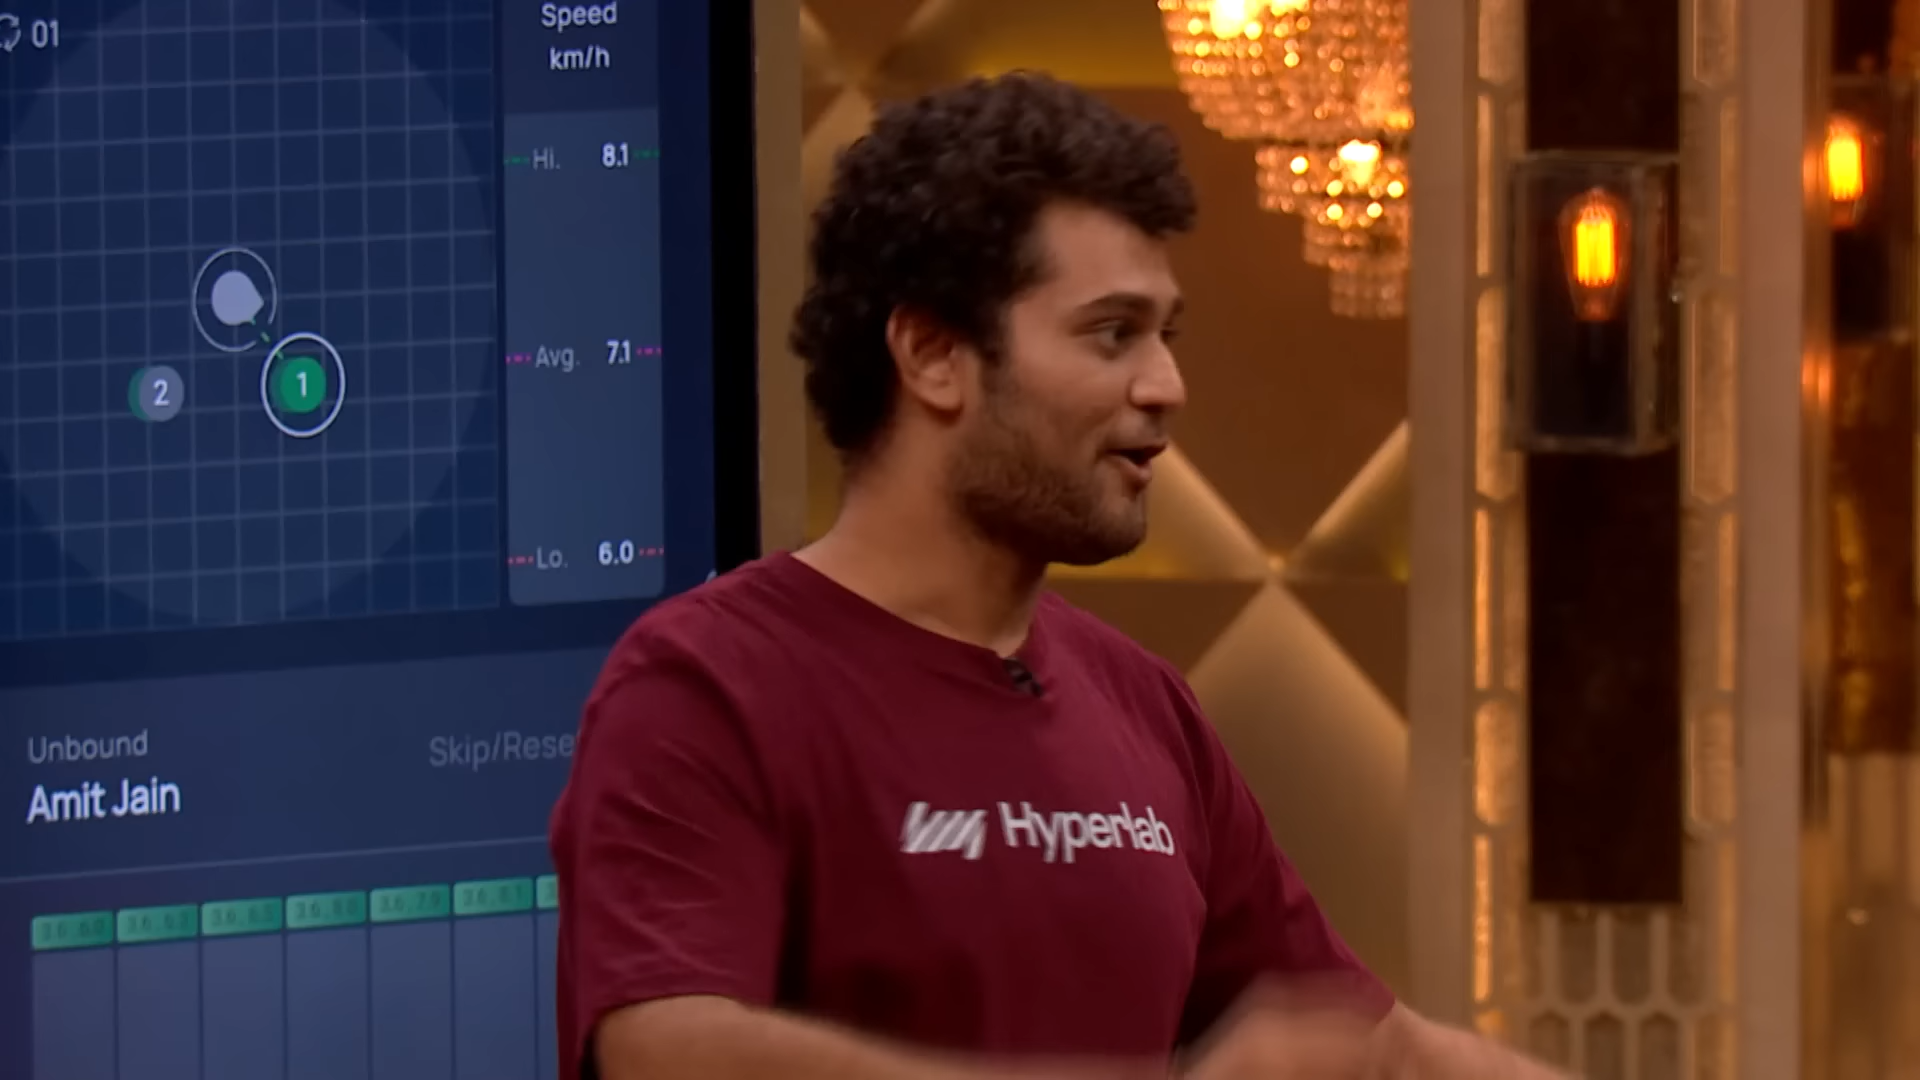 01
Speed
km/h
Hi. 8.1
Avg. 7.1
Lo. 6.0
2
1
Unbound
Amit Jain
Skip/Rese
Hyperlab